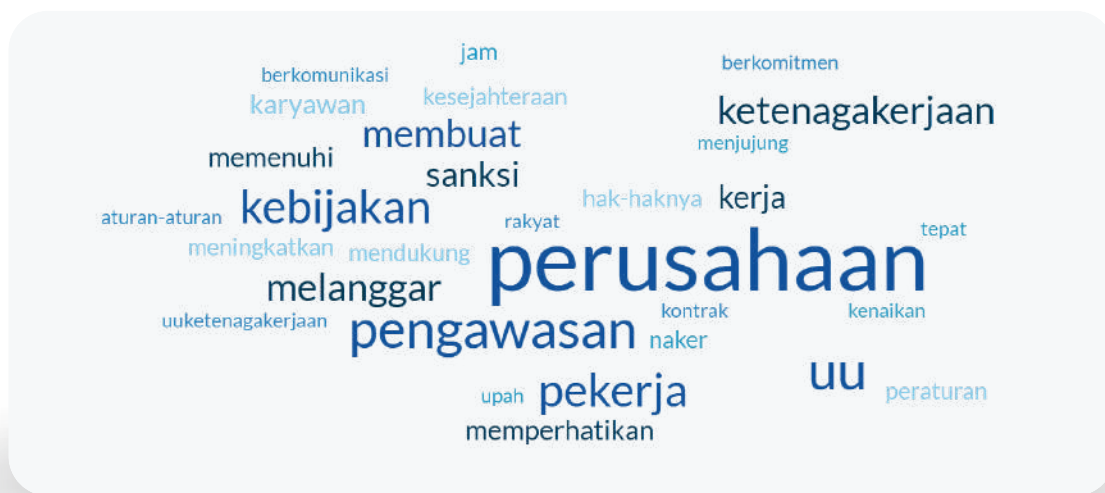 jam
berkomunikasi
berkomitmen
karyawan
kesejahteraan
ketenagakerjaan
membuat
menjujung
memenuhi
sanksi
hak-haknya
kerja
kebijakan
aturan-aturan
rakyat
tepat
meningkatkan
mendukung
perusahaan
melanggar
uuketenagakerjaan
kontrak
kenaikan
pengawasan
naker
uu
pekerja
peraturan
upah
memperhatikan